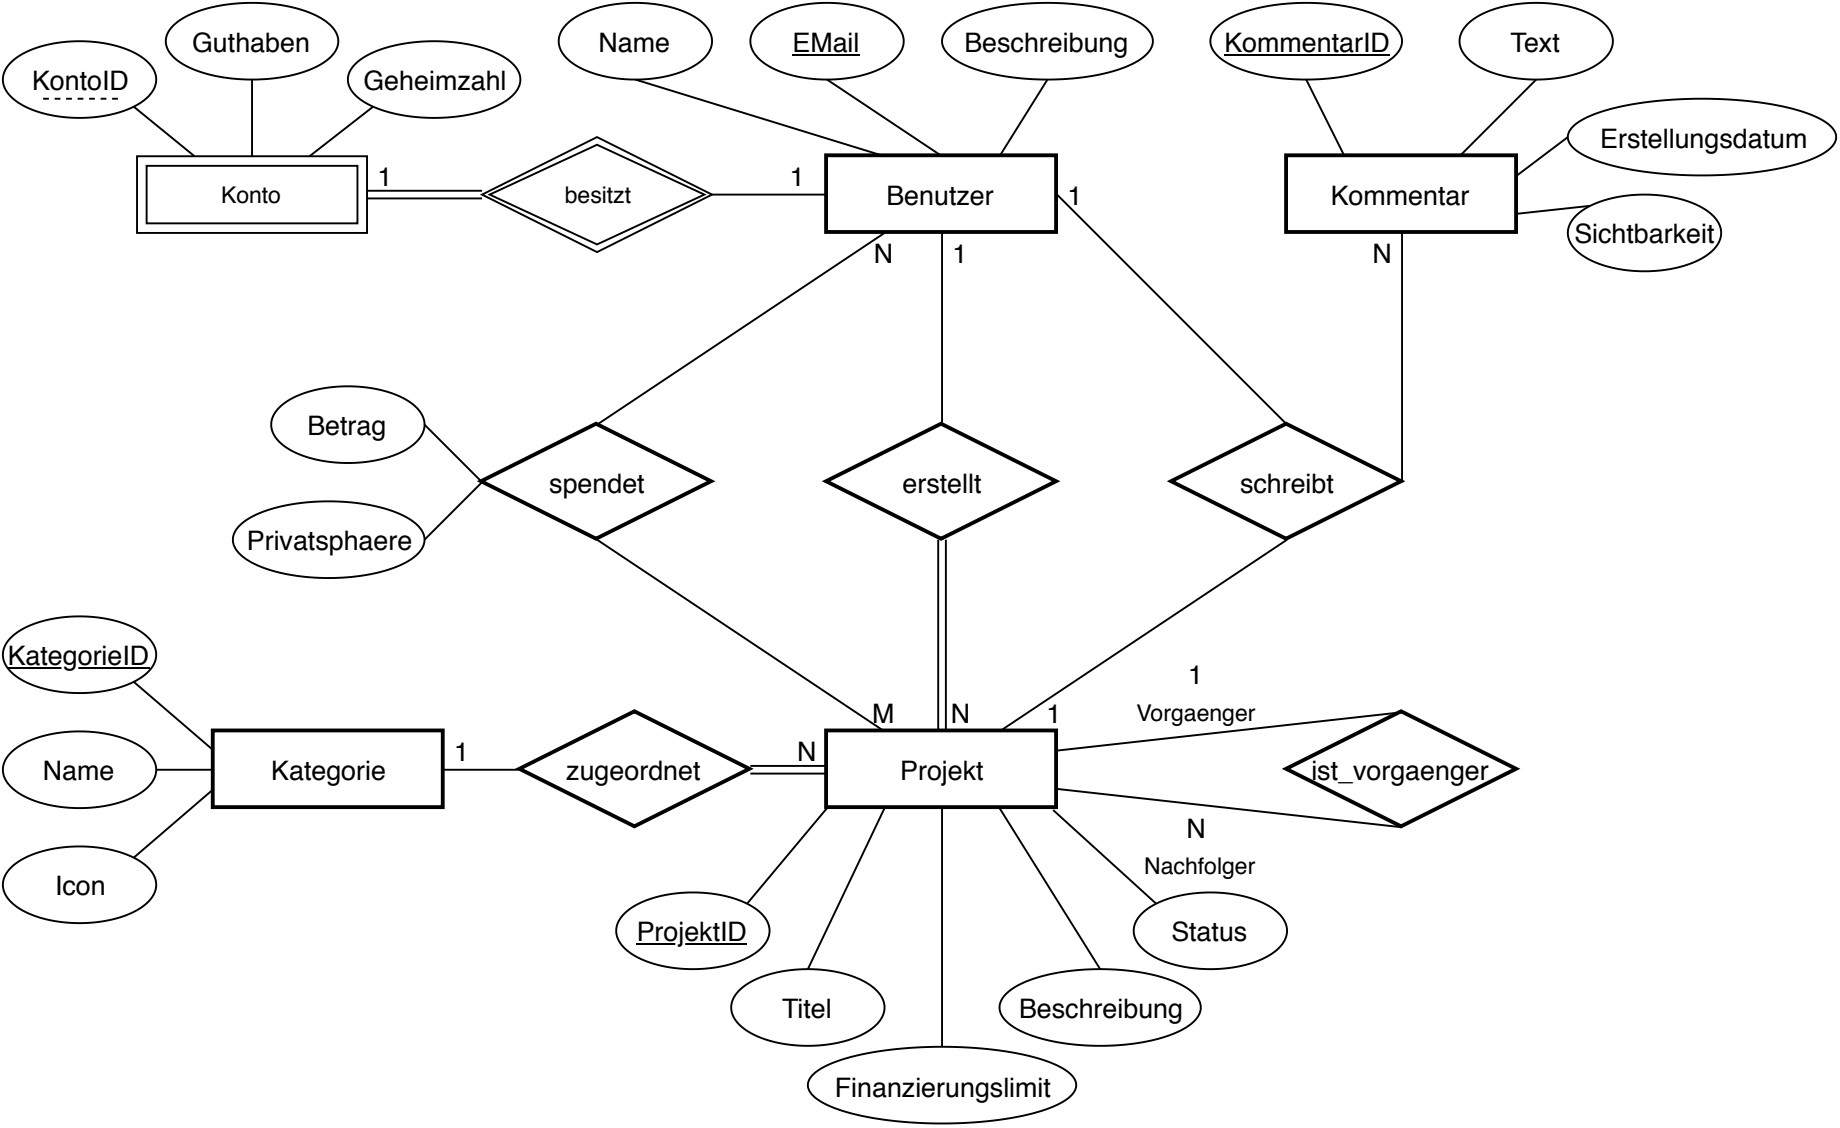 Guthaben
Name
EMail
Beschreibung
KommentarID
Text
KontoID
Geheimzahl
Erstellungsdatum
Konto
1
besitzt
1
Benutzer
1
Kommentar
Sichtbarkeit
N
1
N
Betrag
spendet
erstellt
schreibt
Privatsphaere
KategorieID
1
M
N
1
Vorgaenger
1
N
Name
Kategorie
zugeordnet
Projekt
ist_vorgaenger
N
Nachfolger
Icon
ProjektID
Status
Titel
Beschreibung
Finanzierungslimit